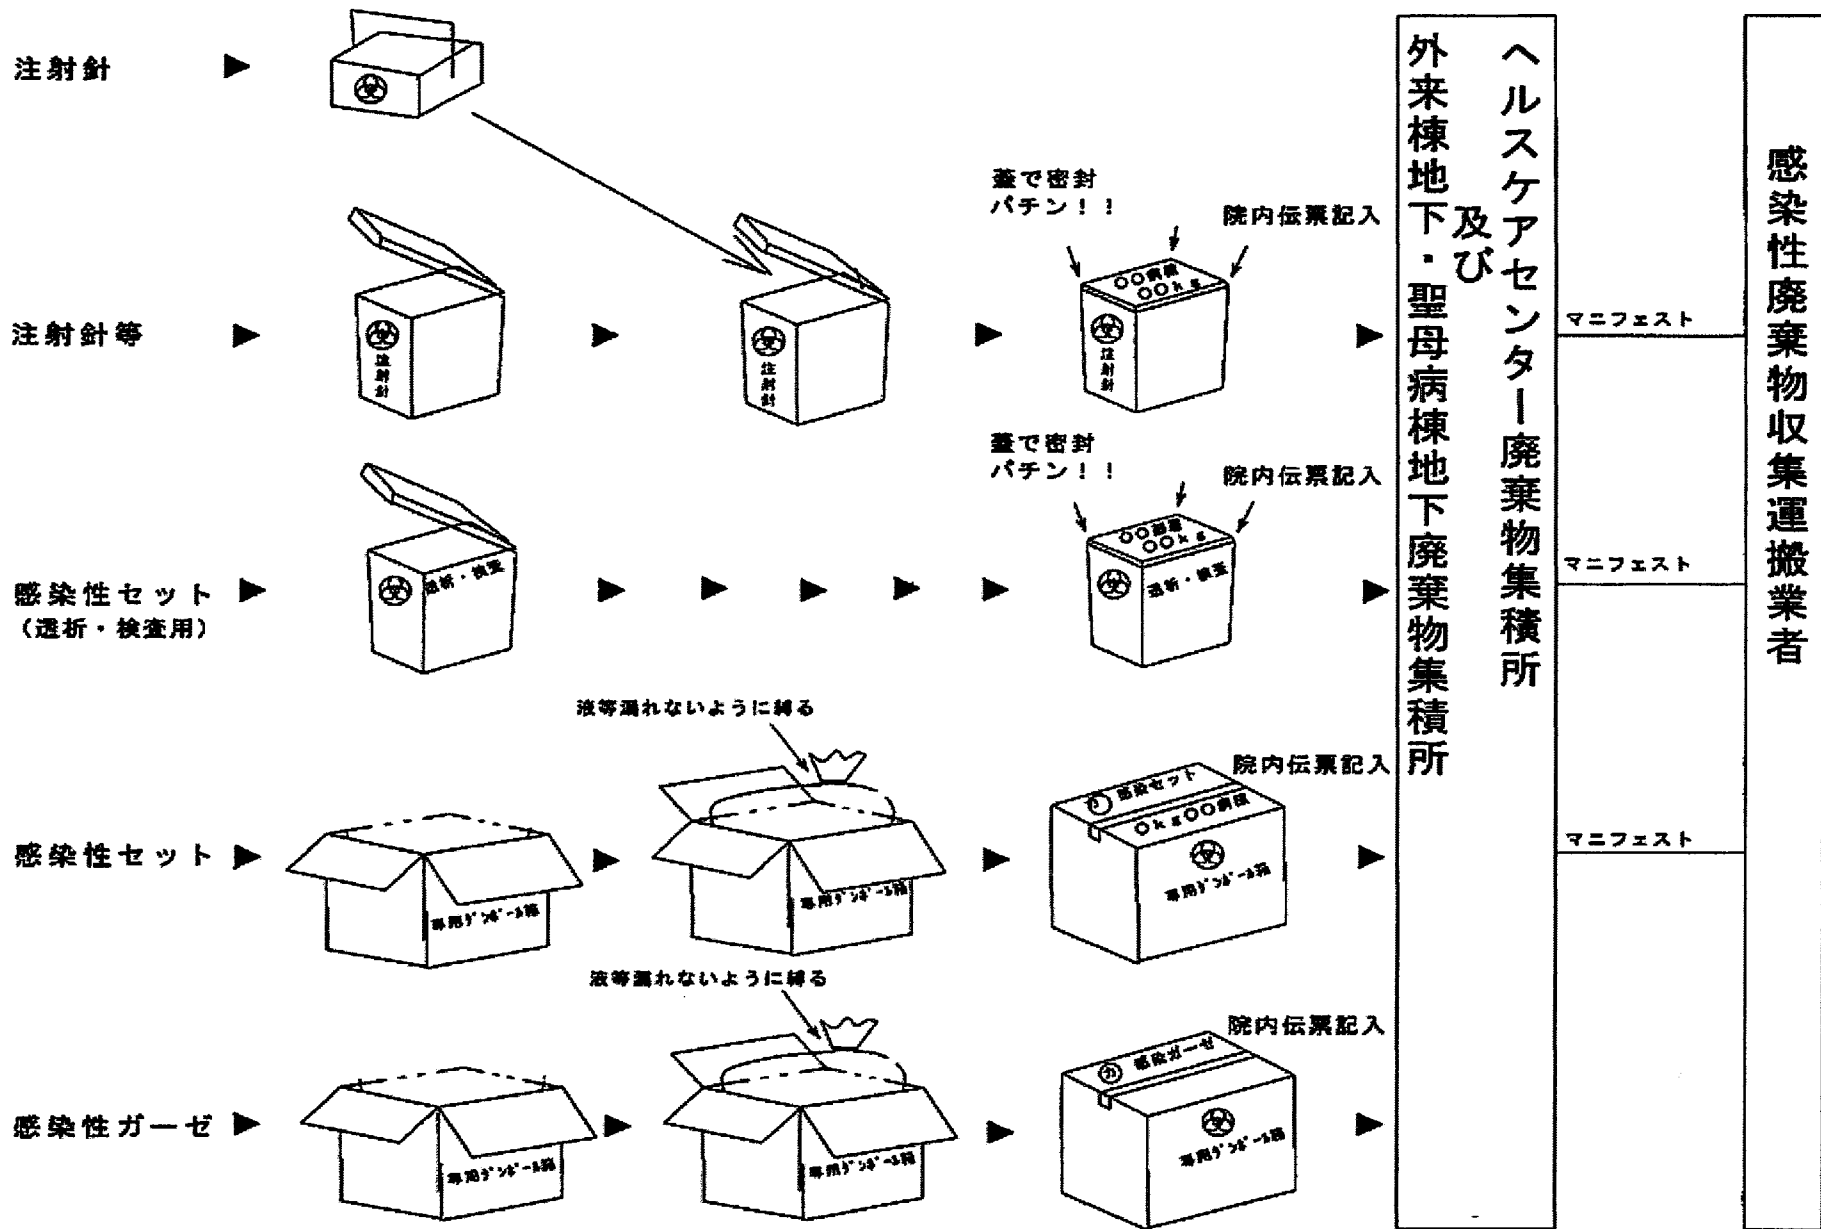 注射針
注射針等
注射針
注射針
蓋で密封
パチン！！
院内伝票記入
○○病棟
○○kg
注射針
感染性セット
（透析・検査用）
透析・検査
蓋で密封
パチン！！
院内伝票記入
○○部署
○○kg
透析・検査
感染性セット
専用ダンボール箱
液等漏れないように縛る
専用ダンボール箱
院内伝票記入
カ 感染セット
○kg○○病棟
専用ダンボール箱
感染性ガーゼ
専用ダンボール箱
液等漏れないように縛る
専用ダンボール箱
院内伝票記入
カ 感染ガーゼ
専用ダンボール箱
ヘルスケアセンター廃棄物集積所
及び
外来棟地下・聖母病棟地下廃棄物集積所
マニフェスト
マニフェスト
マニフェスト
感染性廃棄物収集運搬業者